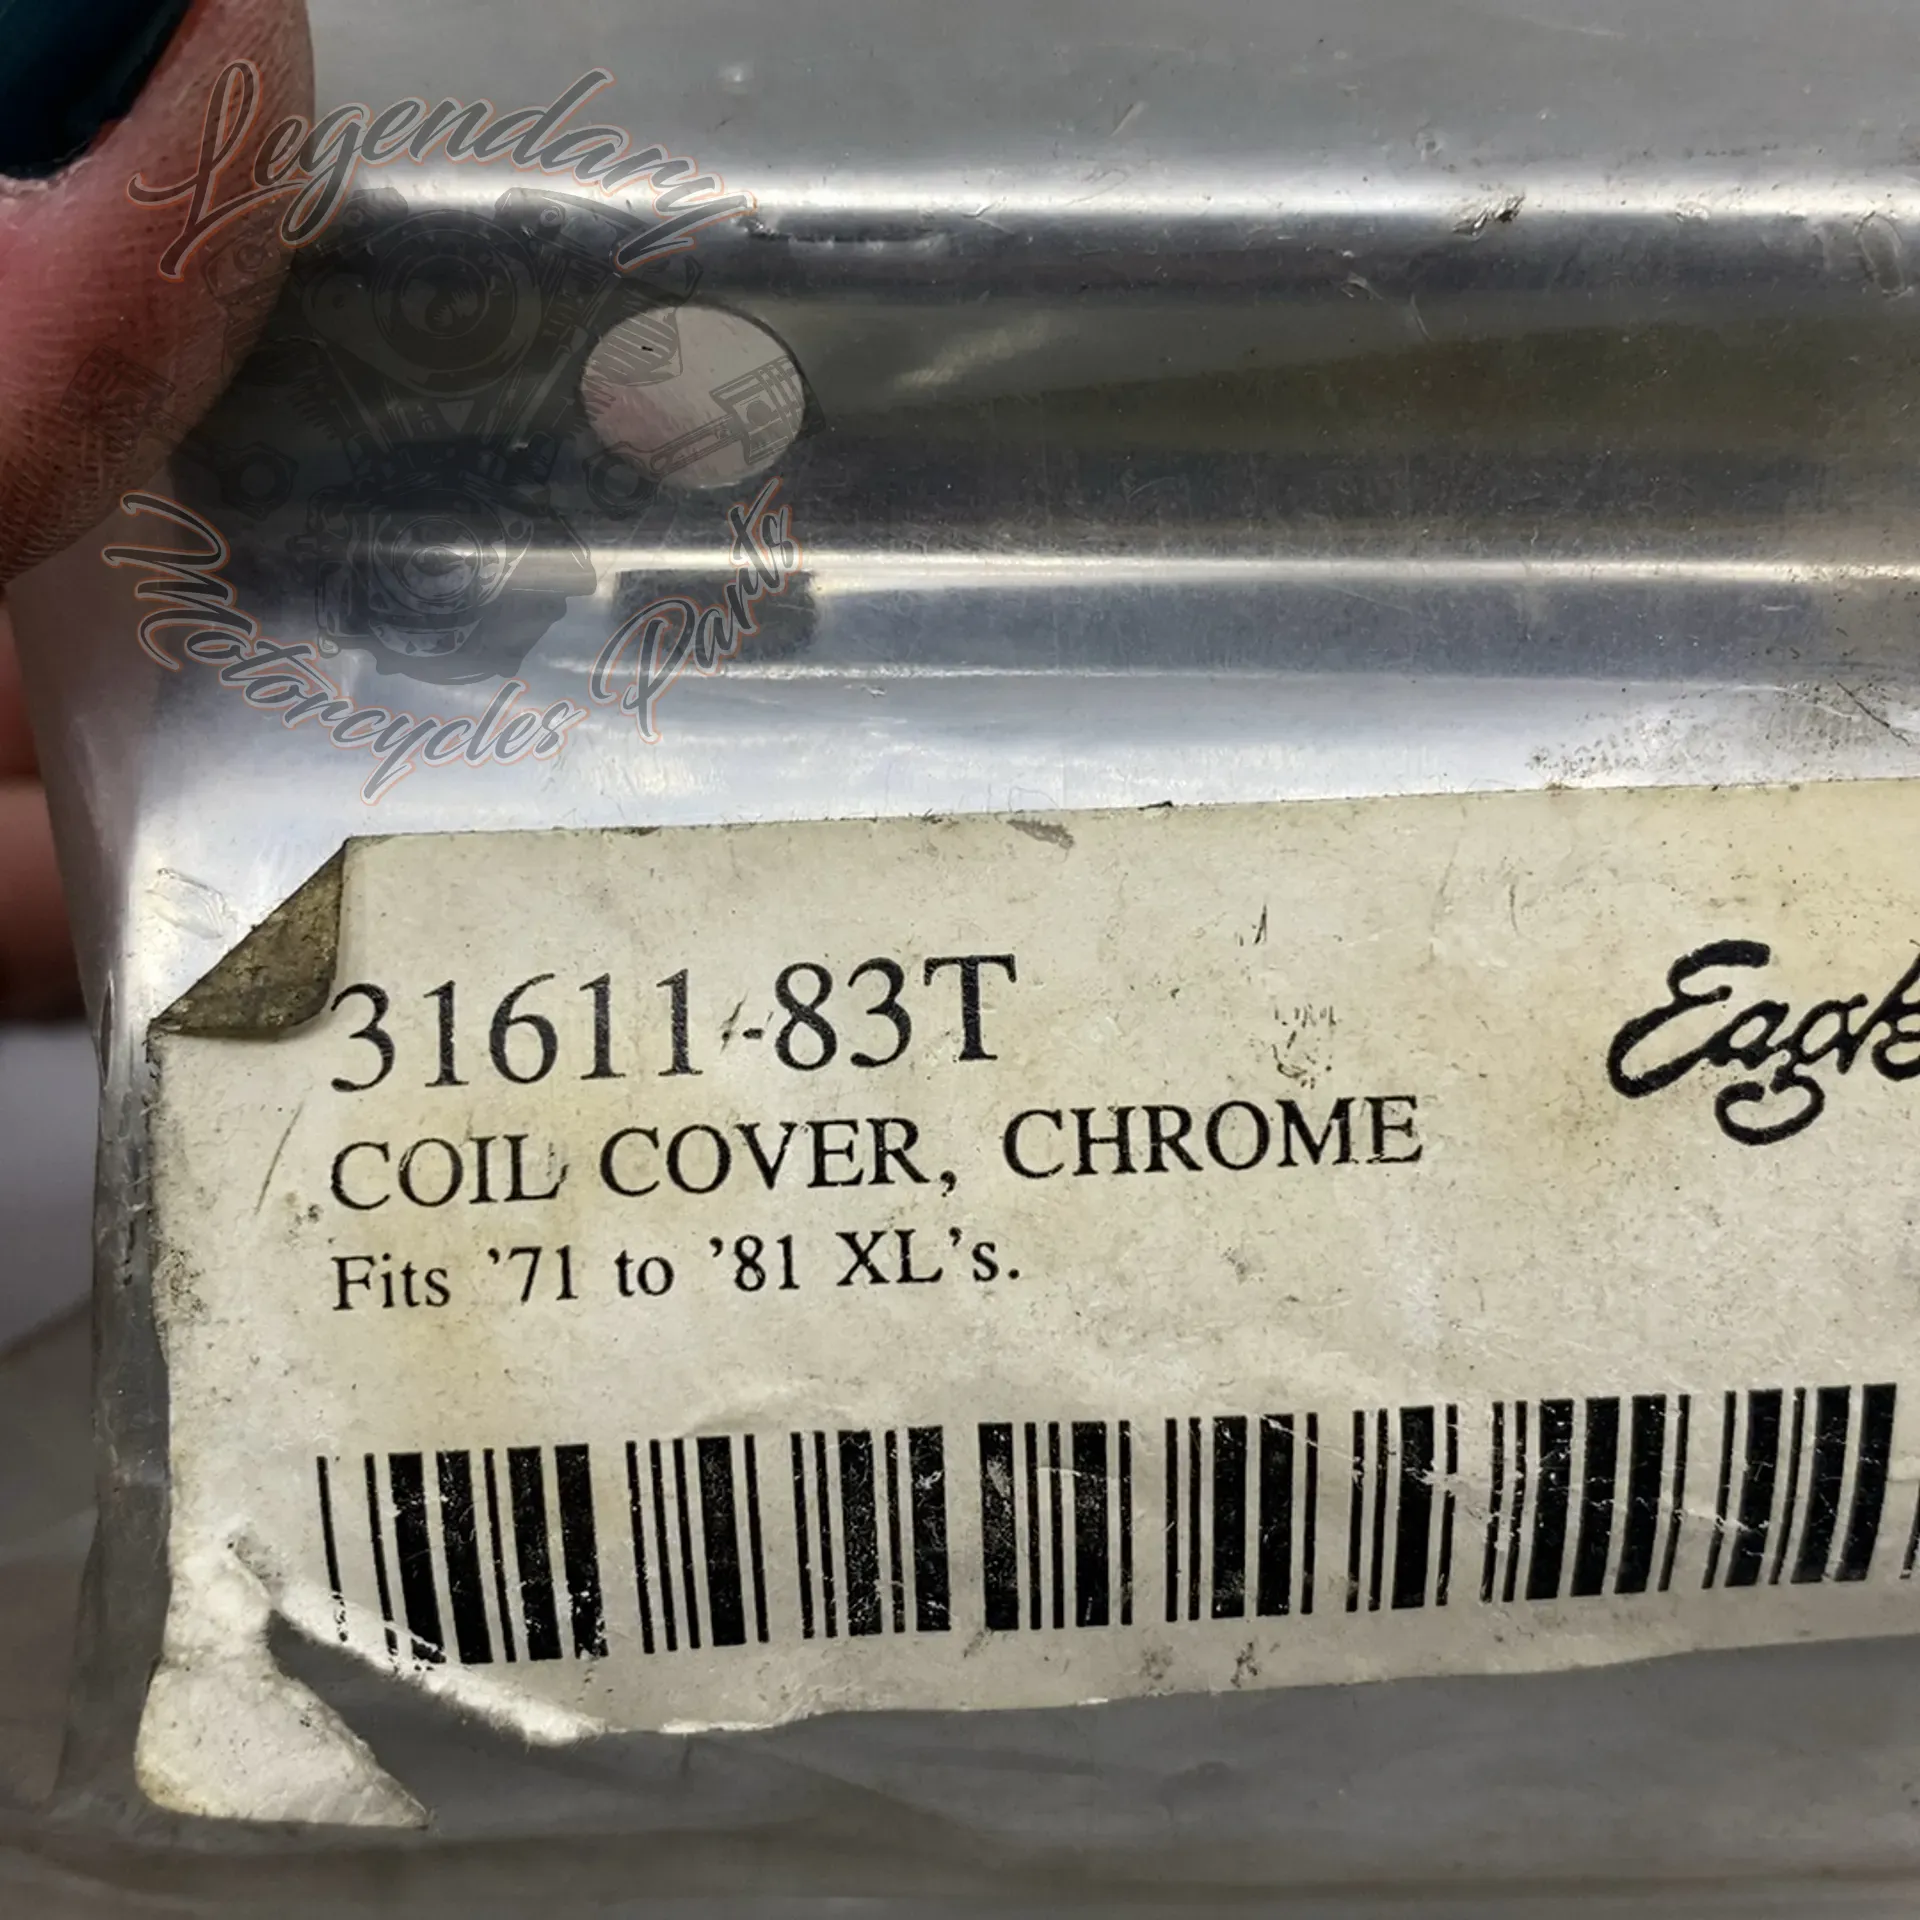 Legendary
Motorcycles Parts
31611-83T
COIL COVER, CHROME
Fits '71 to '81 XL's.